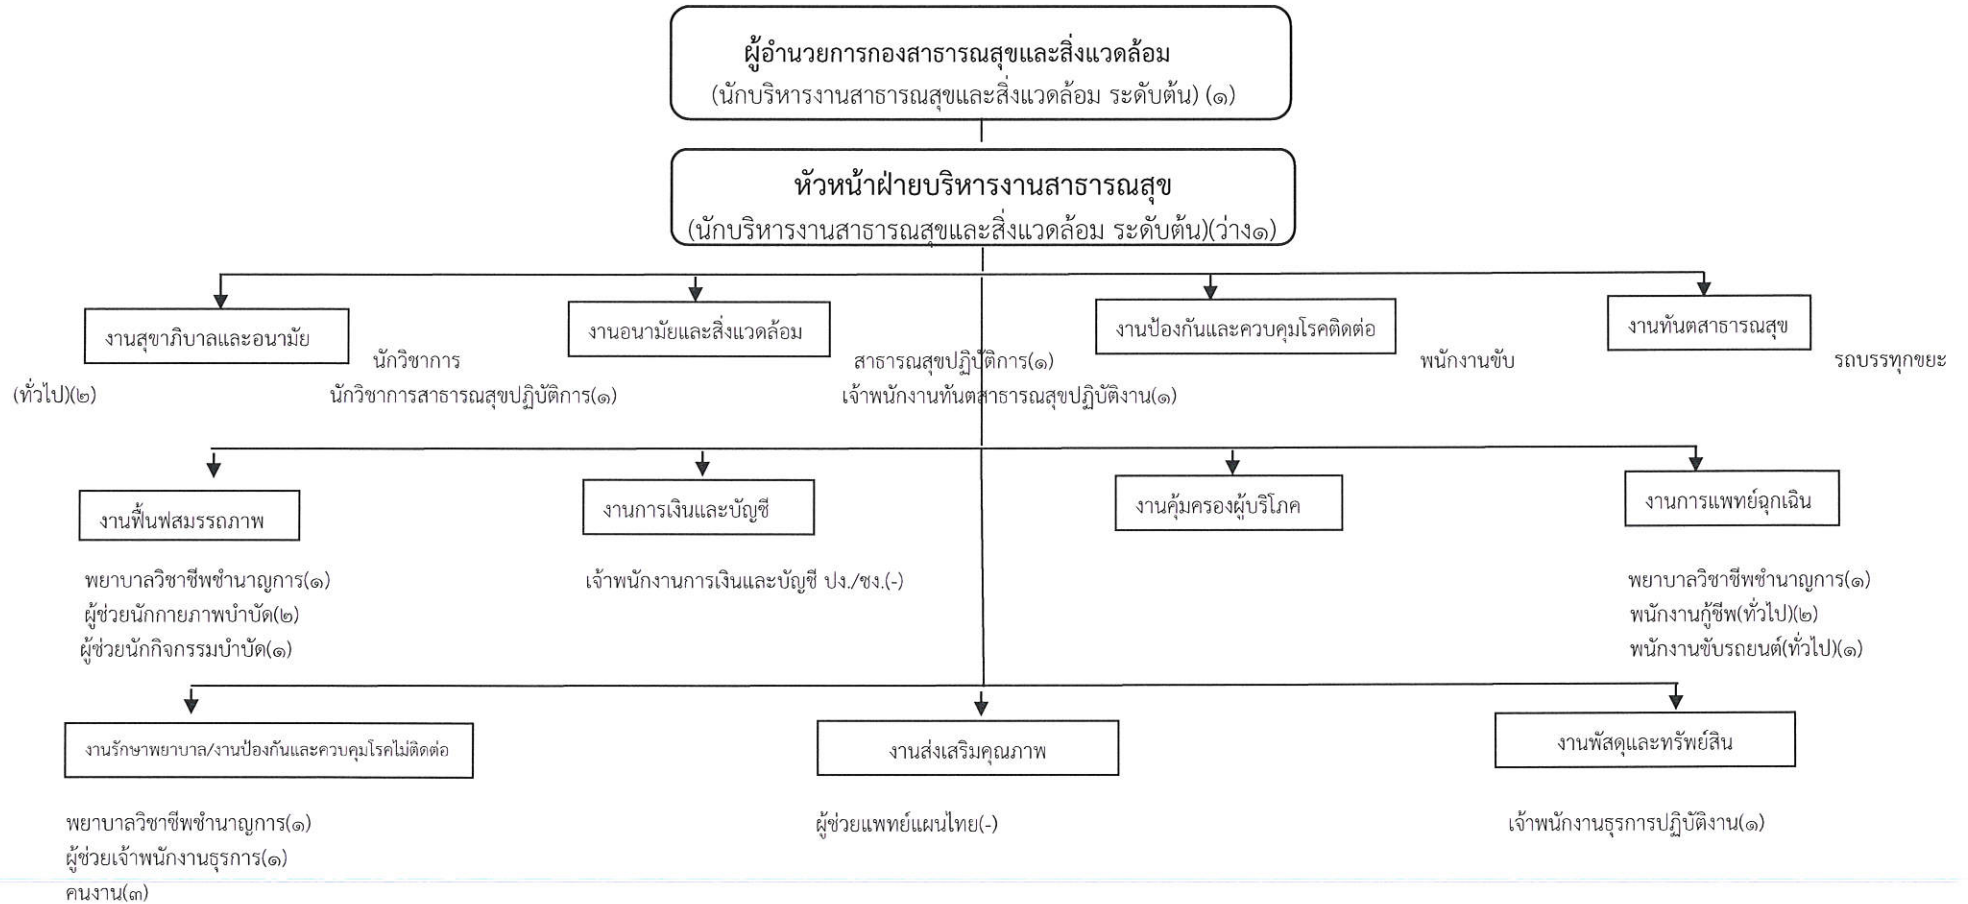 ผู้อำนวยการกองสาธารณสุขและสิ่งแวดล้อม
(นักบริหารงานสาธารณสุขและสิ่งแวดล้อม ระดับต้น) (๑)
หัวหน้าฝ่ายบริหารงานสาธารณสุข
(นักบริหารงานสาธารณสุขและสิ่งแวดล้อม ระดับต้น)(ว่าง๑)
งานสุขาภิบาลและอนามัย
งานอนามัยและสิ่งแวดล้อม
งานป้องกันและควบคุมโรคติดต่อ
งานทันตสาธารณสุข
นักวิชาการ สาธารณสุขปฏิบัติการ(๑) พนักงานขับ รถบรรทุกขยะ
(ทั่วไป)(๒) นักวิชาการสาธารณสุขปฏิบัติการ(๑) เจ้าพนักงานทันตสาธารณสุขปฏิบัติงาน(๑)
งานฟื้นฟูสมรรถภาพ
งานการเงินและบัญชี
งานคุ้มครองผู้บริโภค
งานการแพทย์ฉุกเฉิน
พยาบาลวิชาชีพชำนาญการ(๑)
ผู้ช่วยนักกายภาพบำบัด(๒)
ผู้ช่วยนักกิจกรรมบำบัด(๑)
เจ้าพนักงานการเงินและบัญชี ปง./ชง.(-)
พยาบาลวิชาชีพชำนาญการ(๑)
พนักงานกู้ชีพ(ทั่วไป)(๒)
พนักงานขับรถยนต์(ทั่วไป)(๑)
งานรักษาพยาบาล/งานป้องกันและควบคุมโรคไม่ติดต่อ
งานส่งเสริมคุณภาพ
งานพัสดุและทรัพย์สิน
พยาบาลวิชาชีพชำนาญการ(๑)
ผู้ช่วยเจ้าพนักงานธุรการ(๑)
คนงาน(๓)
ผู้ช่วยแพทย์แผนไทย(-)
เจ้าพนักงานธุรการปฏิบัติงาน(๑)